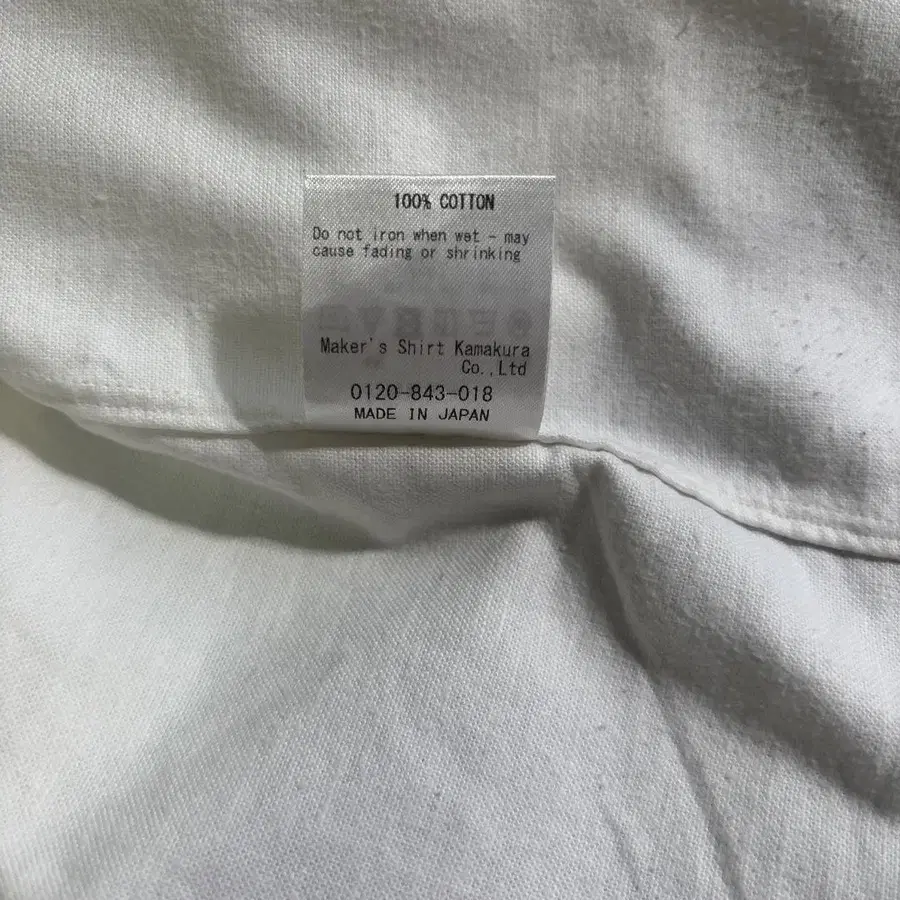 100% COTTON
Do not iron when wet - may
cause fading or shrinking
Maker's Shirt Kamakura
Co.,Ltd
0120-843-018
MADE IN JAPAN